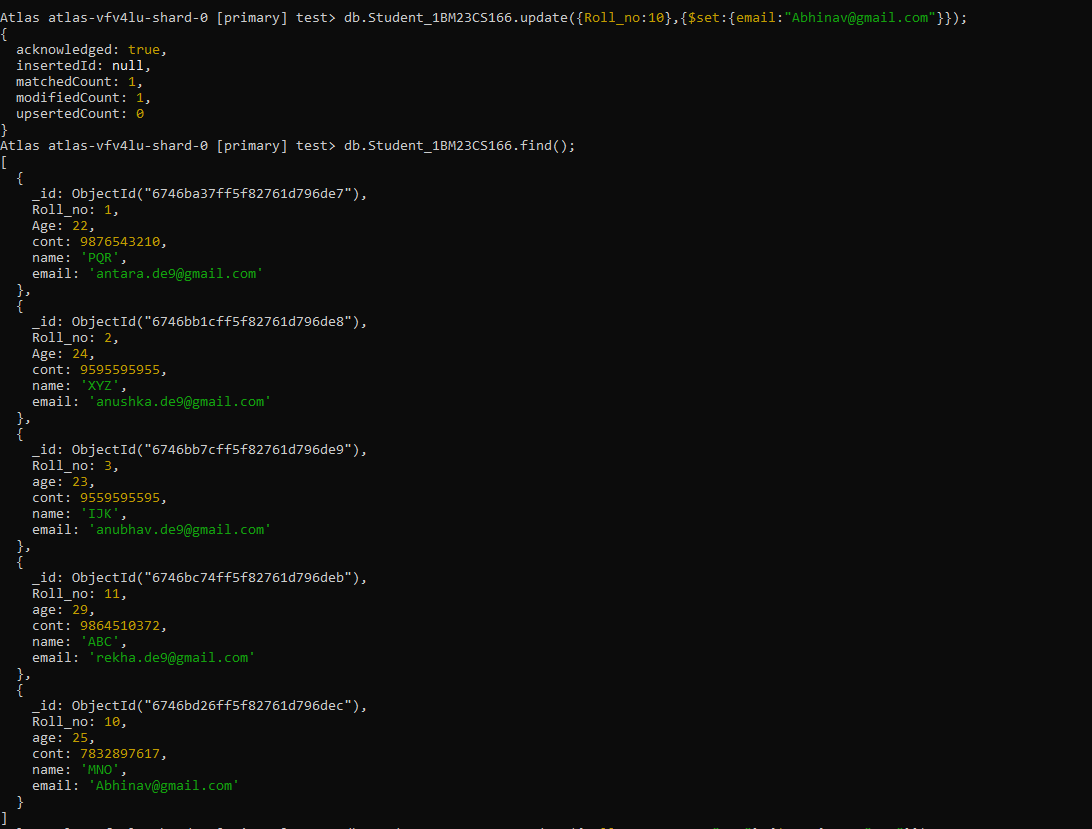 Atlas atlas-vfv4lu-shard-0 [primary] test> db.Student_1BM23CS166.update({Roll_no:10},{$set:{email:"Abhinav@gmail.com"}});
{
  acknowledged: true,
  insertedId: null,
  matchedCount: 1,
  modifiedCount: 1,
  upsertedCount: 0
}
Atlas atlas-vfv4lu-shard-0 [primary] test> db.Student_1BM23CS166.find();
[
  {
    _id: ObjectId("6746ba37ff5f82761d796de7"),
    Roll_no: 1,
    Age: 22,
    cont: 9876543210,
    name: 'PQR',
    email: 'antara.de9@gmail.com'
  },
  {
    _id: ObjectId("6746bb1cff5f82761d796de8"),
    Roll_no: 2,
    Age: 24,
    cont: 9595595955,
    name: 'XYZ',
    email: 'anushka.de9@gmail.com'
  },
  {
    _id: ObjectId("6746bb7cff5f82761d796de9"),
    Roll_no: 3,
    age: 23,
    cont: 9559595595,
    name: 'IJK',
    email: 'anubhav.de9@gmail.com'
  },
  {
    _id: ObjectId("6746bc74ff5f82761d796deb"),
    Roll_no: 11,
    age: 29,
    cont: 9864510372,
    name: 'ABC',
    email: 'rekha.de9@gmail.com'
  },
  {
    _id: ObjectId("6746bd26ff5f82761d796dec"),
    Roll_no: 10,
    age: 25,
    cont: 7832897617,
    name: 'MNO',
    email: 'Abhinav@gmail.com'
  }
]